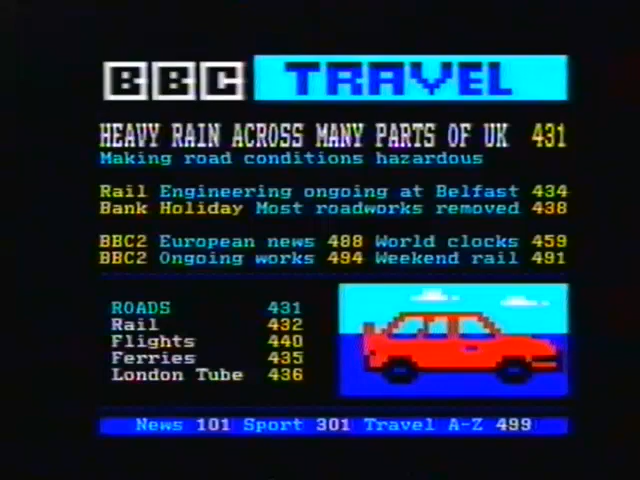 BBC TRAVEL
HEAVY RAIN ACROSS MANY PARTS OF UK 431
Making road conditions hazardous
Rail Engineering ongoing at Belfast 434
Bank Holiday Most roadworks removed 438
BBC2 European news 488 World clocks 459
BBC2 Ongoing works 494 Weekend rail 491
ROADS 431
Rail 432
Flights 440
Ferries 435
London Tube 436
News 101 Sport 301 Travel A-Z 499